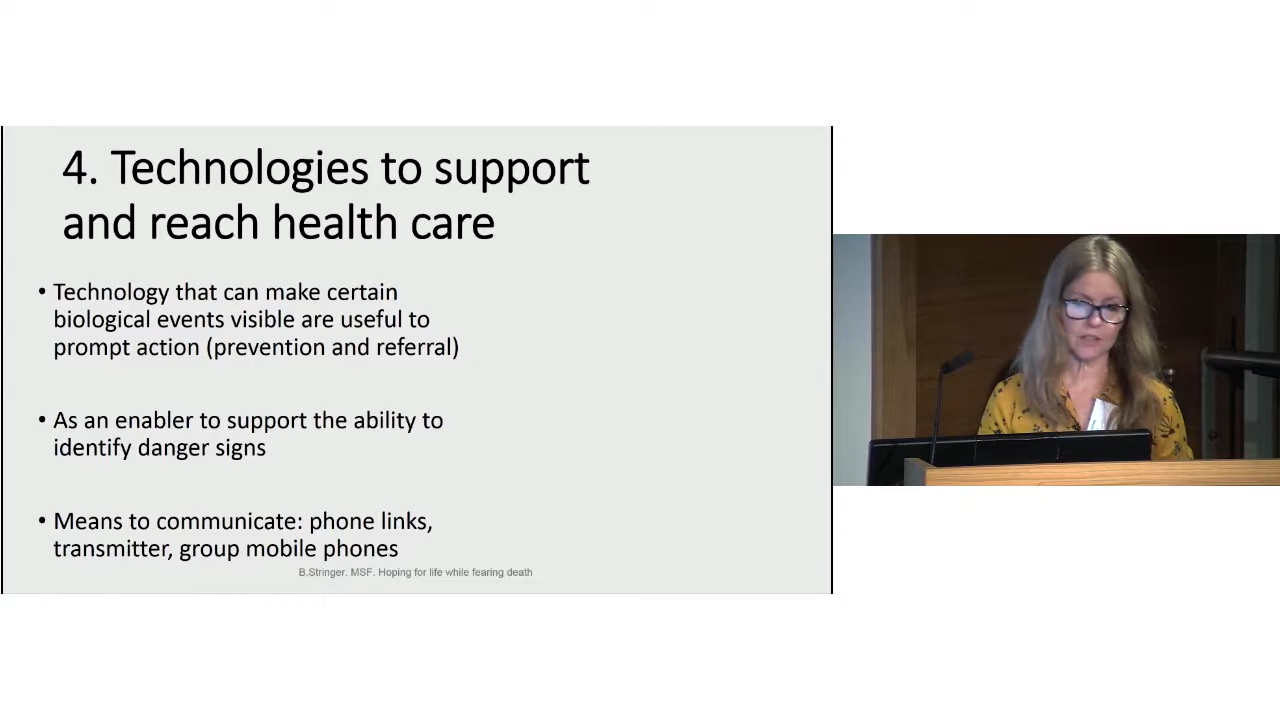 4. Technologies to support
and reach health care
• Technology that can make certain
biological events visible are useful to
prompt action (prevention and referral)
• As an enabler to support the ability to
identify danger signs
• Means to communicate: phone links,
transmitter, group mobile phones
B.Stringer. MSF. Hoping for life while fearing death